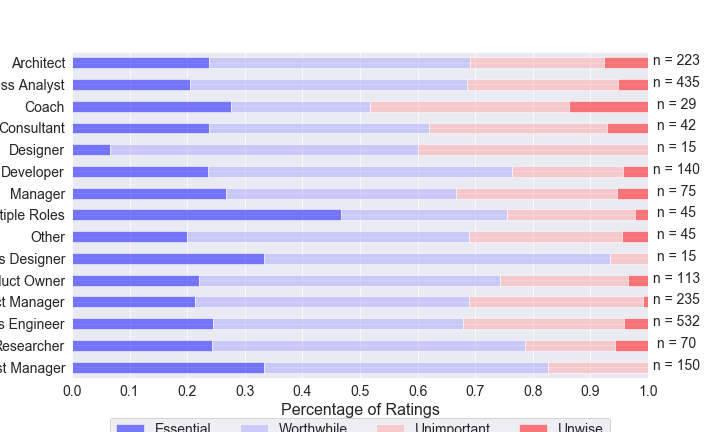 Architect n = 223
ss Analyst n = 435
Coach n = 29
Consultant n = 42
Designer n = 15
Developer n = 140
Manager n = 75
tiple Roles n = 45
Other n = 45
s Designer n = 15
duct Owner n = 113
ct Manager n = 235
s Engineer n = 532
Researcher n = 70
st Manager n = 150
0.0 0.1 0.2 0.3 0.4 0.5 0.6 0.7 0.8 0.9 1.0
Percentage of Ratings
Essential Worthwhile Unimportant Unwise